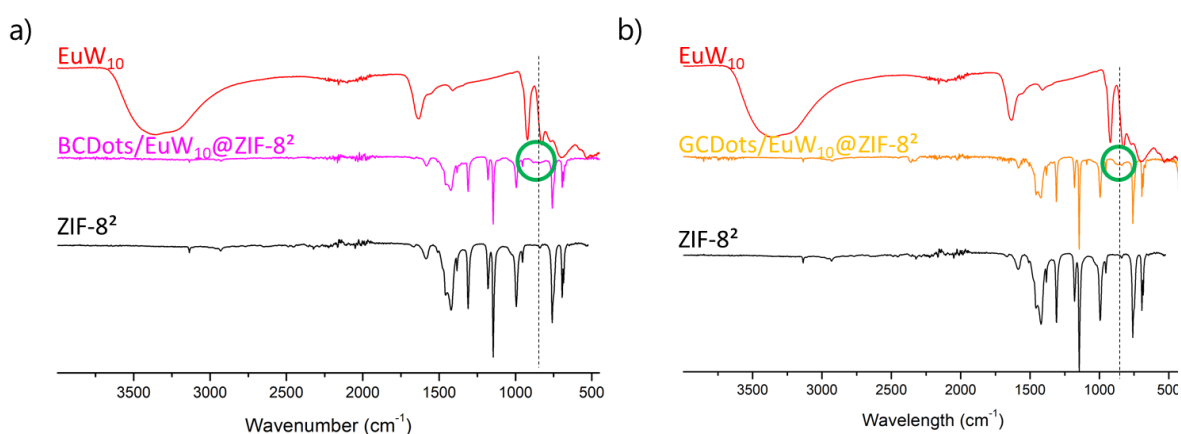 a)
EuW₁₀
BCDots/EuW₁₀@ZIF-8²
ZIF-8²
3500 3000 2500 2000 1500 1000 500
Wavenumber (cm⁻¹)
b)
EuW₁₀
GCDots/EuW₁₀@ZIF-8²
ZIF-8²
3500 3000 2500 2000 1500 1000 500
Wavelength (cm⁻¹)